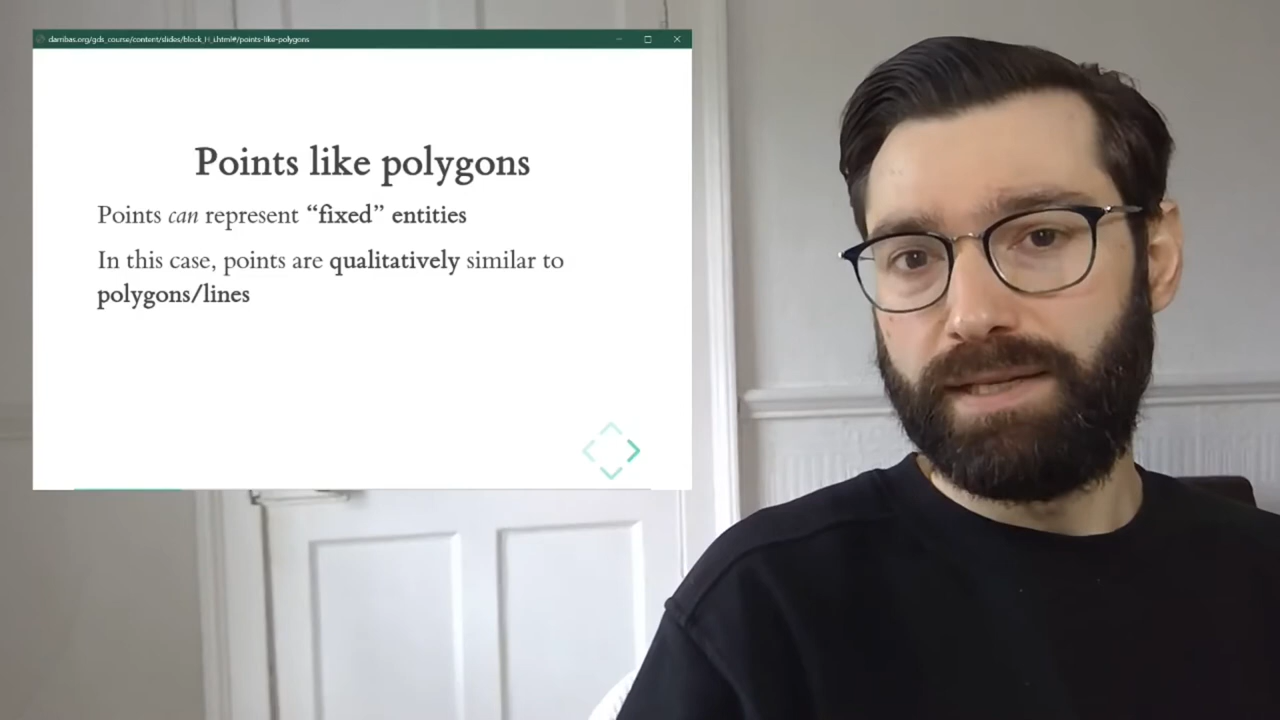 darribas.org/gds_course/content/slides/block_H_i.html#/points-like-polygons
Points like polygons
Points can represent “fixed” entities
In this case, points are qualitatively similar to
polygons/lines